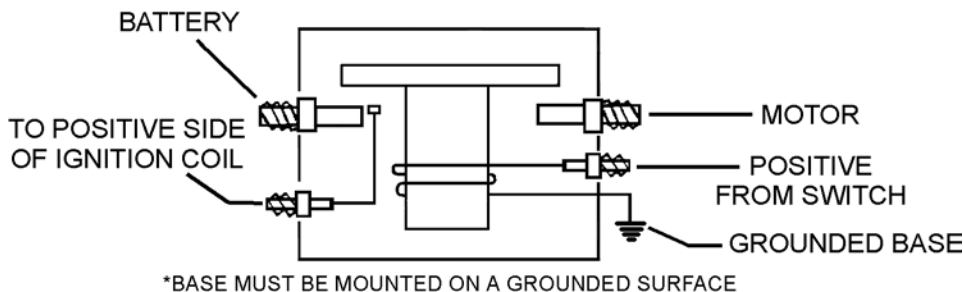 BATTERY
TO POSITIVE SIDE
OF IGNITION COIL
MOTOR
POSITIVE
FROM SWITCH
GROUNDED BASE
*BASE MUST BE MOUNTED ON A GROUNDED SURFACE